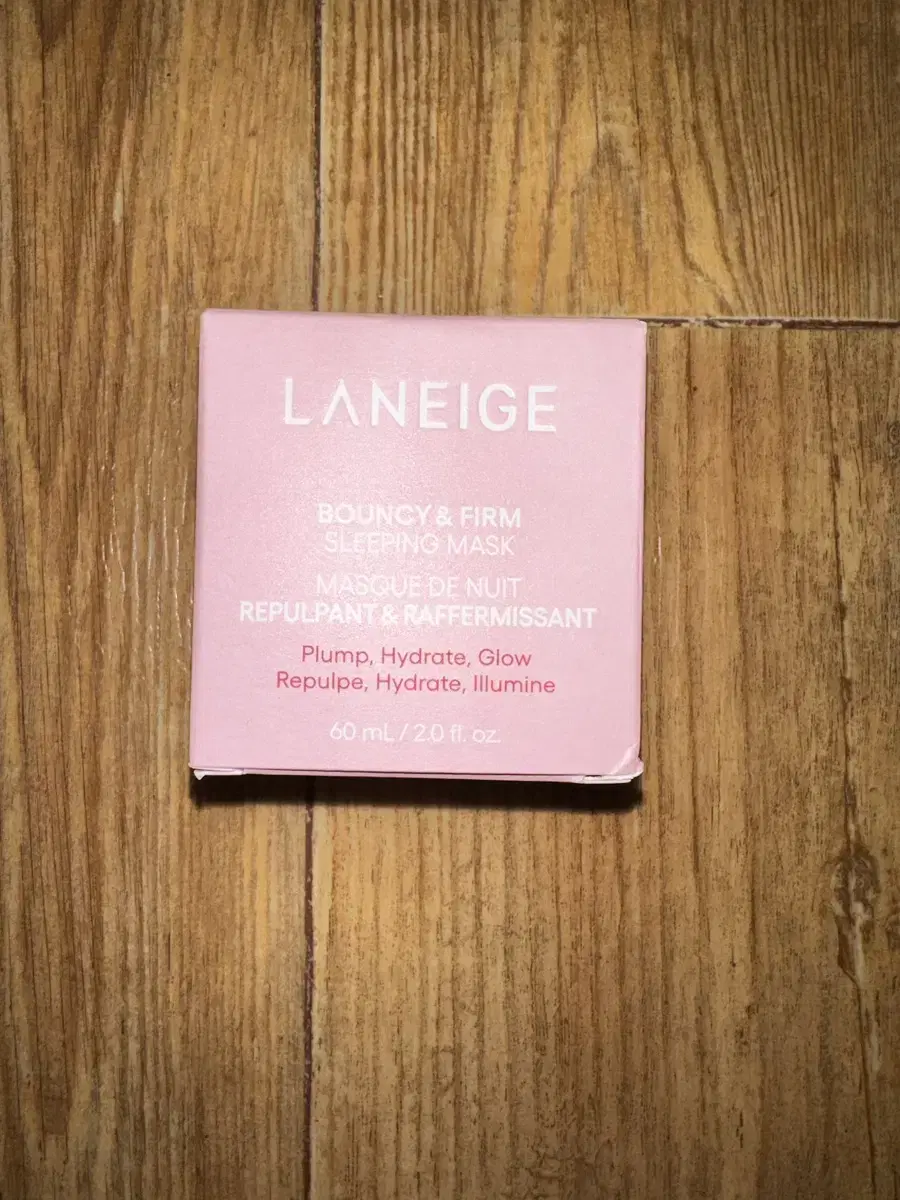 LANEIGE
BOUNCY & FIRM
SLEEPING MASK
MASQUE DE NUIT
REPULPANT & RAFFERMISSANT
Plump, Hydrate, Glow
Repulpe, Hydrate, Illumine
60 mL / 2.0 fl. oz.